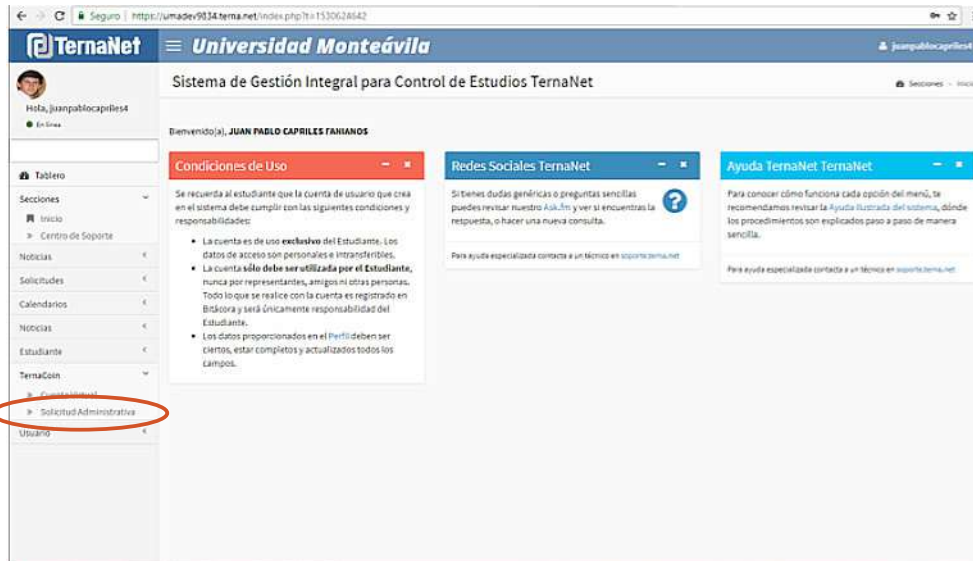 Seguro | https://umadev9834.terna.net/index.php?t=1530624642
TernaNet
Universidad Monteávila
juanpablocapriles4
Hola, juanpablocapriles4
En línea
Sistema de Gestión Integral para Control de Estudios TernaNet
Secciones
Bienvenido(a), JUAN PABLO CAPRILES FANIANOS
Tablero
Secciones
Inicio
Centro de Soporte
Noticias
Solicitudes
Calendarios
Noticias
Estudiante
TernaCoin
Cuenta Virtual
Solicitud Administrativa
Usuario
Condiciones de Uso
Se recuerda al estudiante que la cuenta de usuario que crea
en el sistema debe cumplir con las siguientes condiciones y
responsabilidades:
La cuenta es de uso exclusivo del Estudiante. Los
datos de acceso son personales e intransferibles.
La cuenta sólo debe ser utilizada por el Estudiante,
nunca por representantes, amigos ni otras personas.
Todo lo que se realice con la cuenta es registrado en
Bitácora y será únicamente responsabilidad del
Estudiante.
Los datos proporcionados en el Perfil deben ser
ciertos, estar completos y actualizados todos los
campos.
Redes Sociales TernaNet
Si tienes dudas genéricas o preguntas sencillas
puedes revisar nuestro Ask.fm y ver si encuentras la
respuesta, o hacer una nueva consulta.
Para ayuda especializada contacta a un técnico en soporte.terna.net
Ayuda TernaNet TernaNet
Para conocer cómo funciona cada opción del menú, te
recomendamos revisar la Ayuda Ilustrada del sistema, dónde
los procedimientos son explicados paso a paso de manera
sencilla.
Para ayuda especializada contacta a un técnico en soporte.terna.net